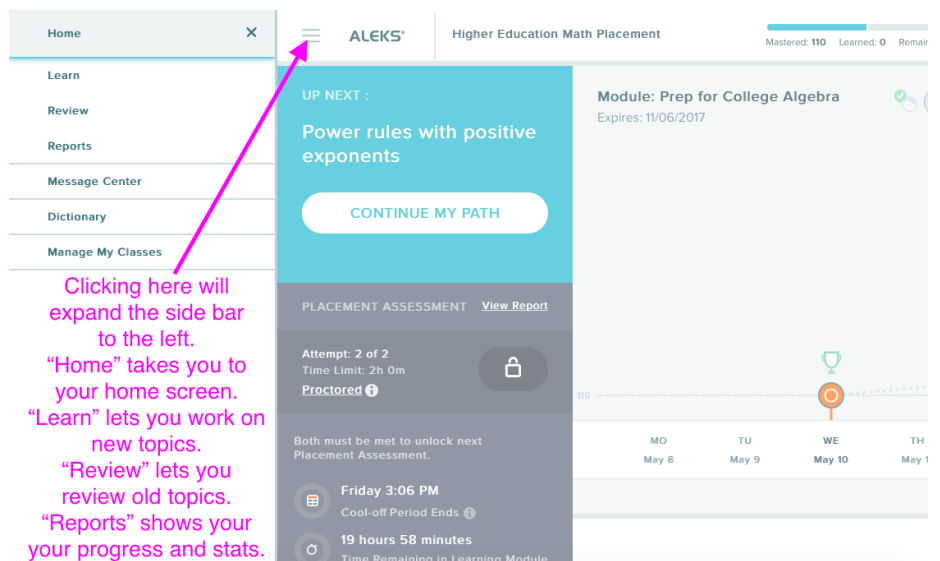 Home ×
Learn
Review
Reports
Message Center
Dictionary
Manage My Classes
Clicking here will
expand the side bar
to the left.
“Home” takes you to
your home screen.
“Learn” lets you work on
new topics.
“Review” lets you
review old topics.
“Reports” shows your
your progress and stats.
ALEKS®
Higher Education Math Placement
Mastered: 110 Learned: 0
UP NEXT :
Power rules with positive
exponents
CONTINUE MY PATH
PLACEMENT ASSESSMENT View Report
Attempt: 2 of 2
Time Limit: 2h 0m
Proctored
Both must be met to unlock next
Placement Assessment.
Friday 3:06 PM
Cool-off Period Ends
19 hours 58 minutes
Time Remaining in Learning Module
Module: Prep for College Algebra
Expires: 11/06/2017
110
MO TU WE TH
May 8 May 9 May 10 May